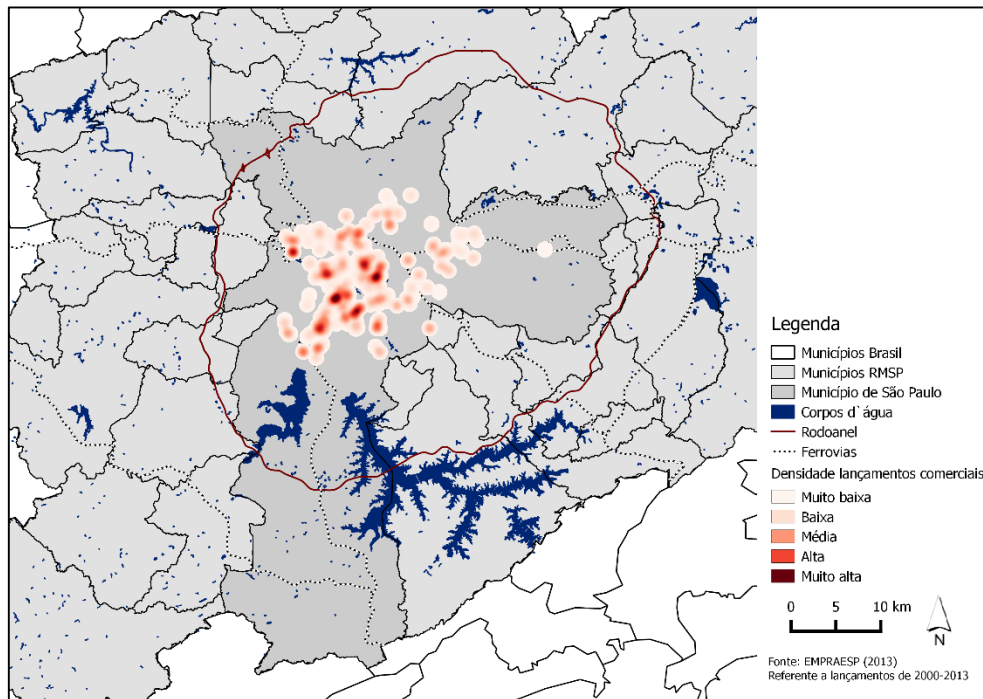 Legenda
Municípios Brasil
Municípios RMSP
Município de São Paulo
Corpos d`água
Rodoanel
Ferrovias
Densidade lançamentos comerciais
Muito baixa
Baixa
Média
Alta
Muito alta
0 5 10 km
N
Fonte: EMPRAESP (2013)
Referente a lançamentos de 2000-2013